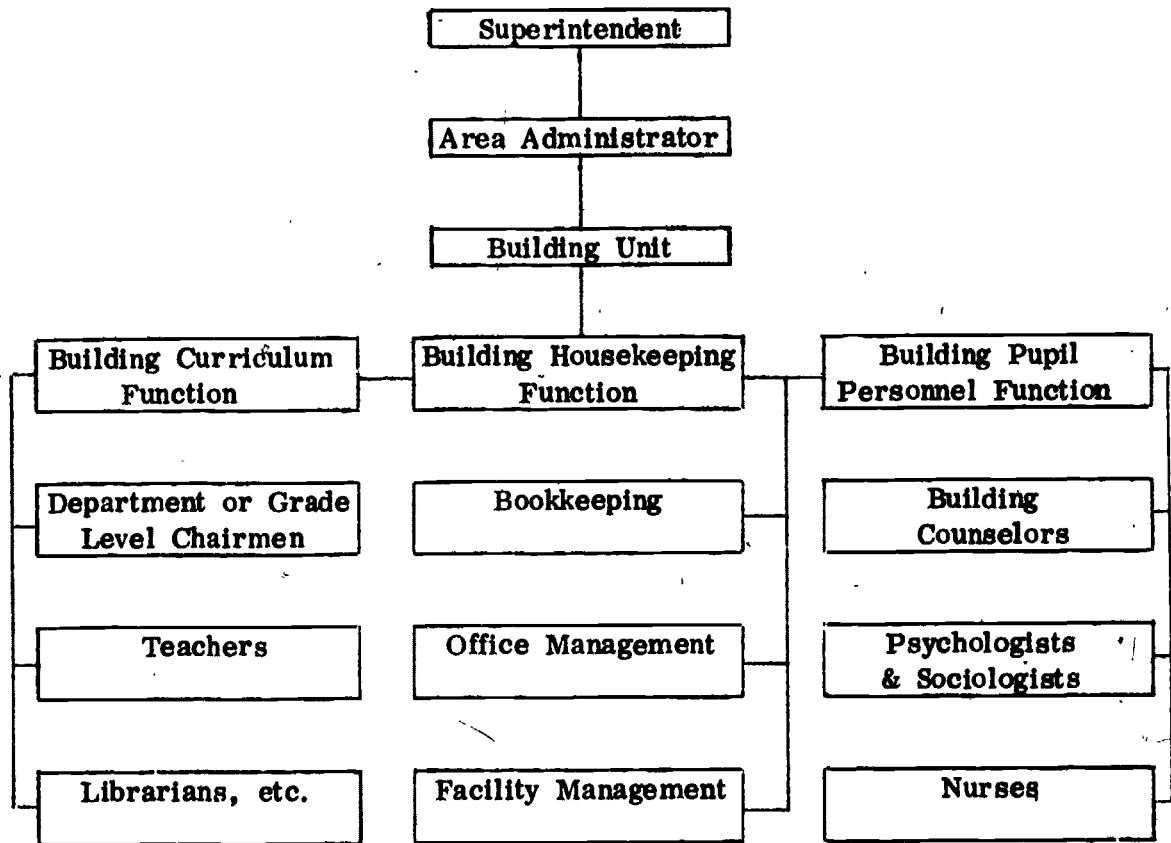 Superintendent
Area Administrator
Building Unit
Building Curriculum
Function
Building Housekeeping
Function
Building Pupil
Personnel Function
Department or Grade
Level Chairmen
Bookkeeping
Building
Counselors
Teachers
Office Management
Psychologists
& Sociologists
Librarians, etc.
Facility Management
Nurses